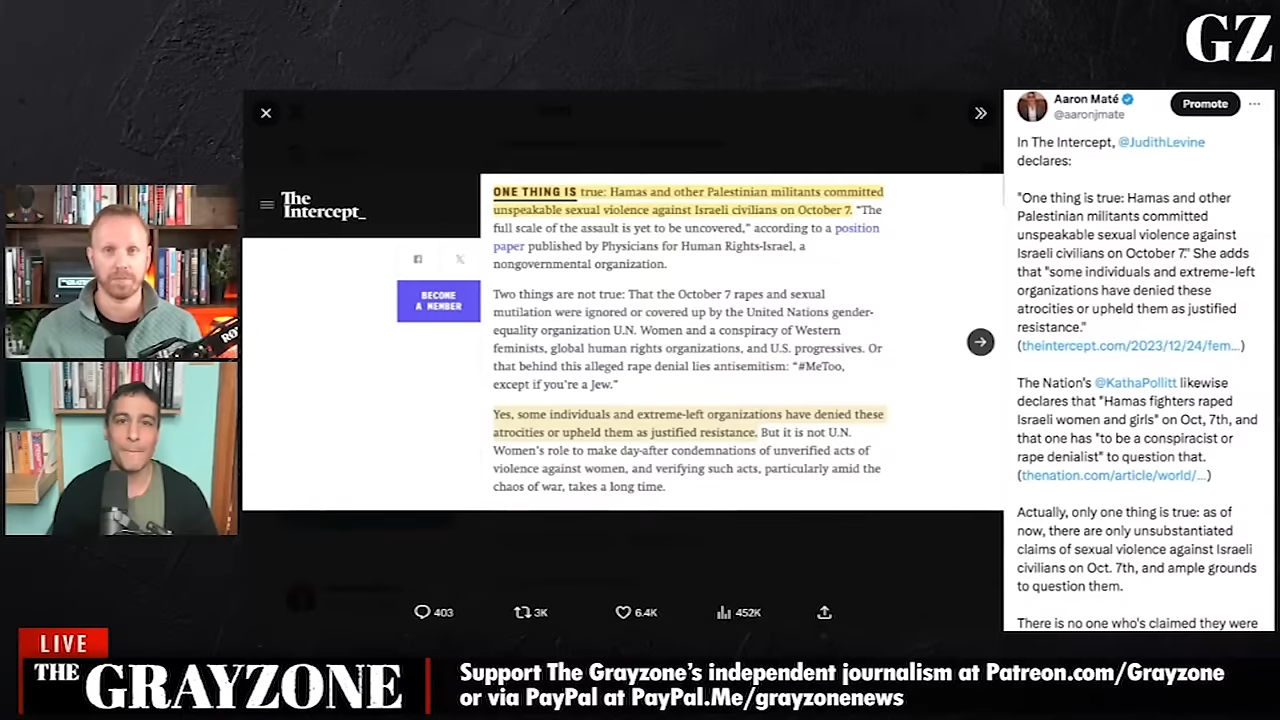 GZ
The
Intercept_
BECOME
A MEMBER
ONE THING IS true: Hamas and other Palestinian militants committed
unspeakable sexual violence against Israeli civilians on October 7. “The
full scale of the assault is yet to be uncovered,” according to a position
paper published by Physicians for Human Rights-Israel, a
nongovernmental organization.
Two things are not true: That the October 7 rapes and sexual
mutilation were ignored or covered up by the United Nations gender-
equality organization U.N. Women and a conspiracy of Western
feminists, global human rights organizations, and U.S. progressives. Or
that behind this alleged rape denial lies antisemitism: “#MeToo,
except if you’re a Jew.”
Yes, some individuals and extreme-left organizations have denied these
atrocities or upheld them as justified resistance. But it is not U.N.
Women’s role to make day-after condemnations of unverified acts of
violence against women, and verifying such acts, particularly amid the
chaos of war, takes a long time.
403
3K
6.4K
452K
Aaron Maté
@aaronjmate
Promote
In The Intercept, @JudithLevine
declares:
"One thing is true: Hamas and other
Palestinian militants committed
unspeakable sexual violence against
Israeli civilians on October 7." She adds
that "some individuals and extreme-left
organizations have denied these
atrocities or upheld them as justified
resistance."
(theintercept.com/2023/12/24/fem...)
The Nation's @KathaPollitt likewise
declares that "Hamas fighters raped
Israeli women and girls" on Oct, 7th, and
that one has "to be a conspiracist or
rape denialist" to question that.
(thenation.com/article/world/...)
Actually, only one thing is true: as of
now, there are only unsubstantiated
claims of sexual violence against Israeli
civilians on Oct. 7th, and ample grounds
to question them.
There is no one who's claimed they were
LIVE
THE GRAYZONE
Support The Grayzone’s independent journalism at Patreon.com/Grayzone
or via PayPal at PayPal.Me/grayzonenews